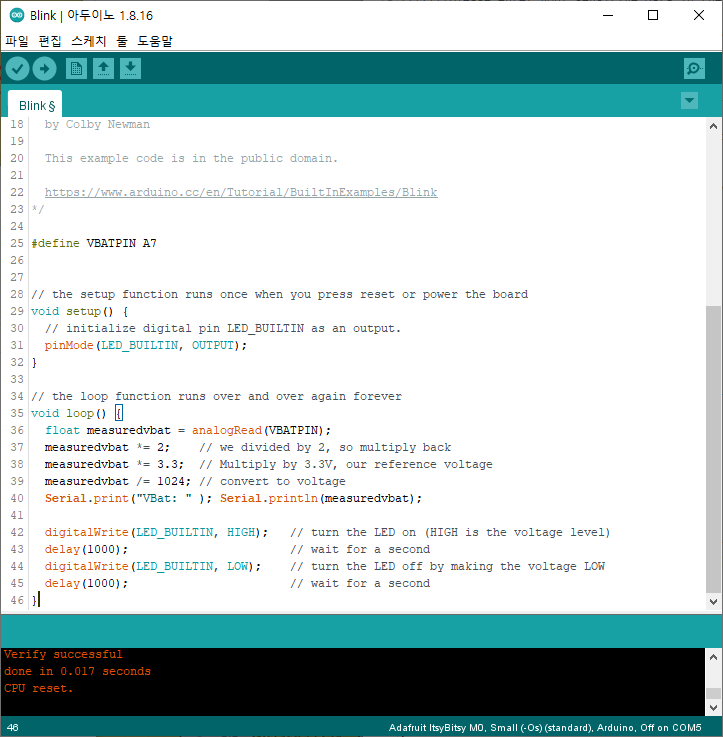 Blink | 아두이노 1.8.16
파일 편집 스케치 툴 도움말
Blink §
18   by Colby Newman
19
20   This example code is in the public domain.
21
22   https://www.arduino.cc/en/Tutorial/BuiltInExamples/Blink
23 */
24
25 #define VBATPIN A7
26
27
28 // the setup function runs once when you press reset or power the board
29 void setup() {
30   // initialize digital pin LED_BUILTIN as an output.
31   pinMode(LED_BUILTIN, OUTPUT);
32 }
33
34 // the loop function runs over and over again forever
35 void loop() {
36   float measuredvbat = analogRead(VBATPIN);
37   measuredvbat *= 2;    // we divided by 2, so multiply back
38   measuredvbat *= 3.3;  // Multiply by 3.3V, our reference voltage
39   measuredvbat /= 1024; // convert to voltage
40   Serial.print("VBat: " ); Serial.println(measuredvbat);
41
42   digitalWrite(LED_BUILTIN, HIGH);   // turn the LED on (HIGH is the voltage level)
43   delay(1000);                       // wait for a second
44   digitalWrite(LED_BUILTIN, LOW);    // turn the LED off by making the voltage LOW
45   delay(1000);                       // wait for a second
46 }
Verify successful
done in 0.017 seconds
CPU reset.
46 Adafruit ItsyBitsy M0, Small (-Os) (standard), Arduino, Off on COM5